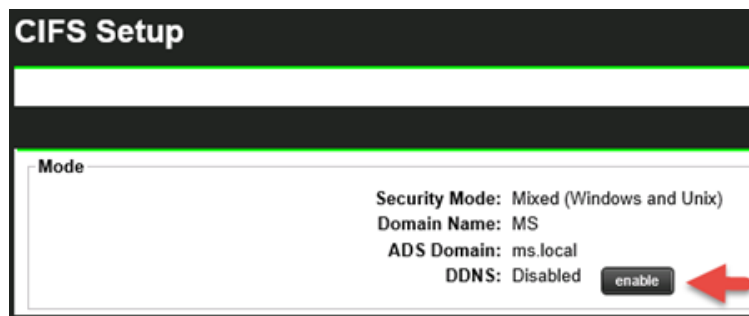 CIFS Setup
Mode
Security Mode: Mixed (Windows and Unix)
Domain Name: MS
ADS Domain: ms.local
DDNS: Disabled enable